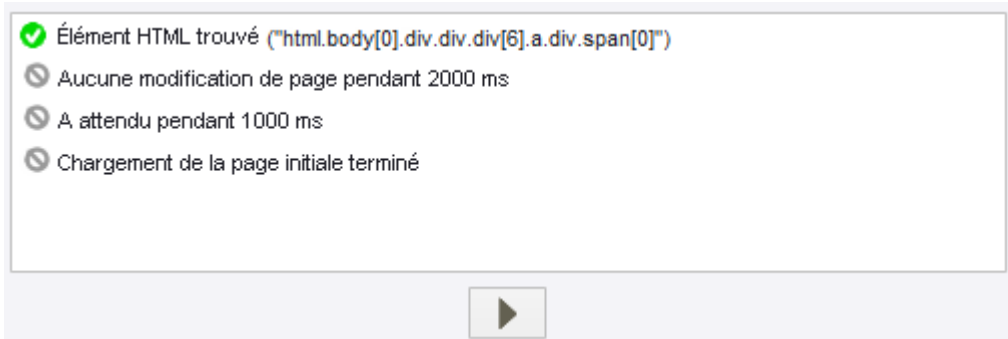 Élément HTML trouvé ("html.body[0].div.div.div[6].a.div.span[0]")
Aucune modification de page pendant 2000 ms
A attendu pendant 1000 ms
Chargement de la page initiale terminé